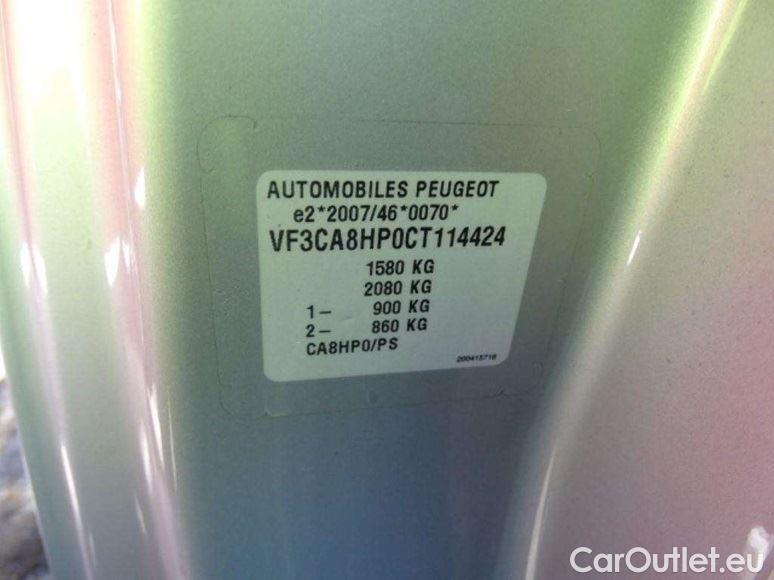 AUTOMOBILES PEUGEOT
e2*2007/46*0070*
VF3CA8HP0CT114424
1580 KG
2080 KG
1- 900 KG
2- 860 KG
CA8HP0/PS
200415718
CarOutlet.eu